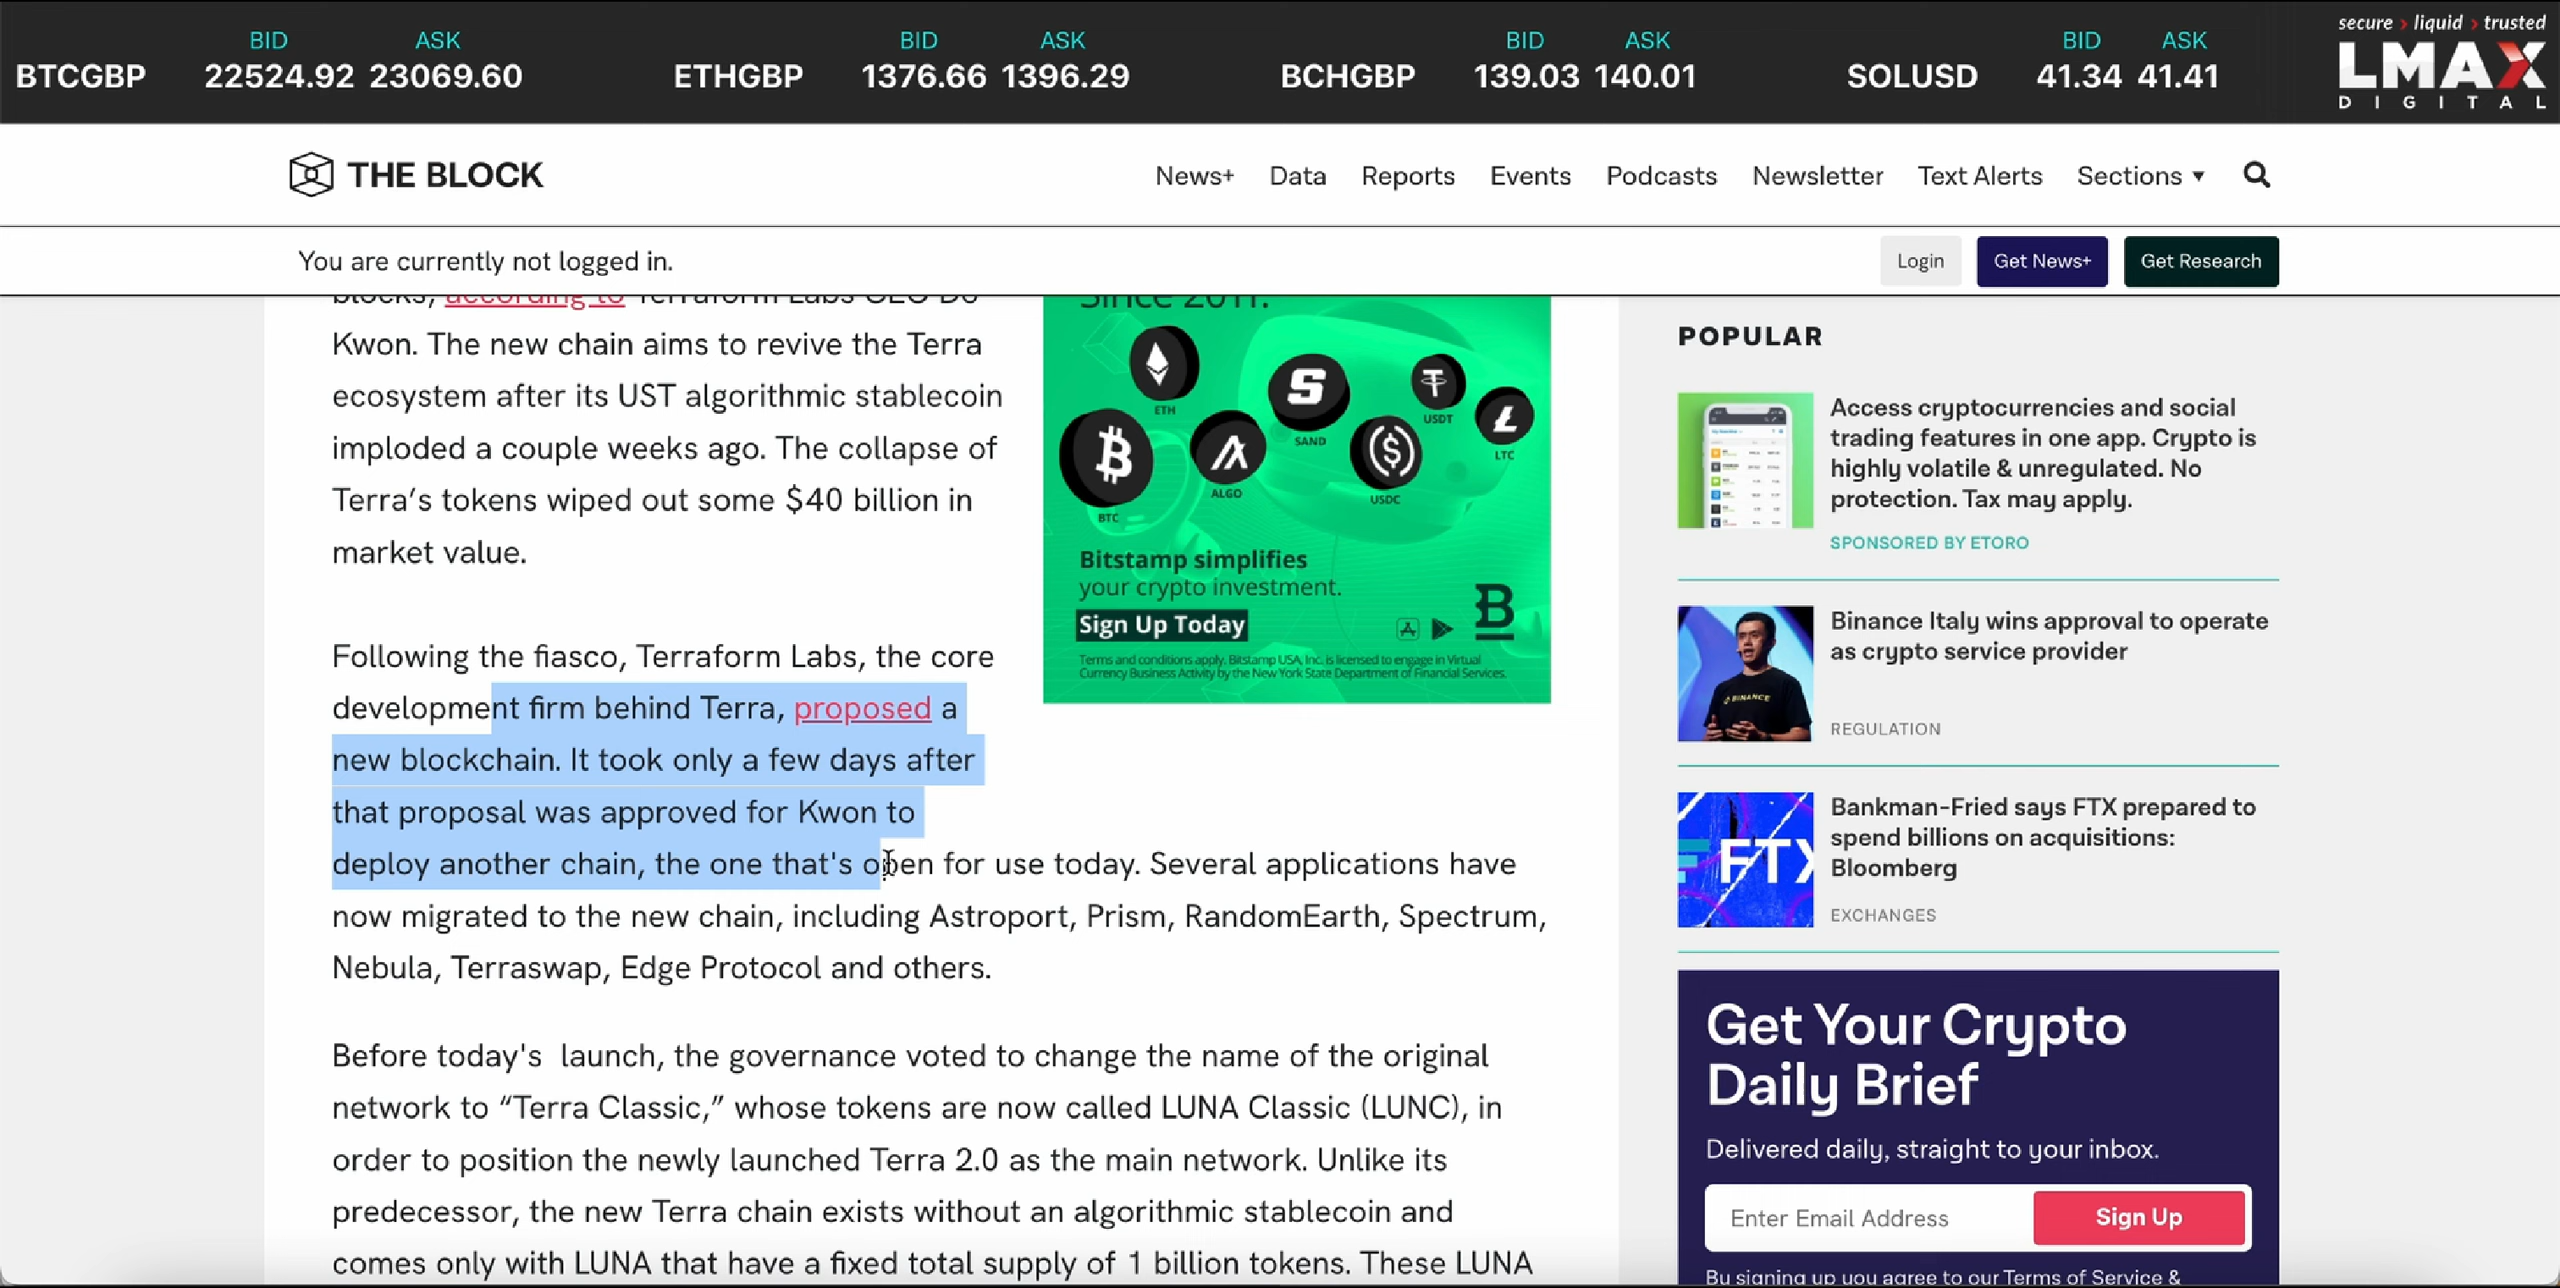 secure › liquid › trusted
BID ASK BID ASK BID ASK BID ASK
BTCGBP 22524.92 23069.60 ETHGBP 1376.66 1396.29 BCHGBP 139.03 140.01 SOLUSD 41.34 41.41
LMAX
DIGITAL
THE BLOCK
News+ Data Reports Events Podcasts Newsletter Text Alerts Sections
You are currently not logged in.
Login Get News+ Get Research
blocks, according to Terraform Labs CEO Do
Kwon. The new chain aims to revive the Terra
ecosystem after its UST algorithmic stablecoin
imploded a couple weeks ago. The collapse of
Terra’s tokens wiped out some $40 billion in
market value.
Following the fiasco, Terraform Labs, the core
development firm behind Terra, proposed a
new blockchain. It took only a few days after
that proposal was approved for Kwon to
deploy another chain, the one that's open for use today. Several applications have
now migrated to the new chain, including Astroport, Prism, RandomEarth, Spectrum,
Nebula, Terraswap, Edge Protocol and others.
Before today's  launch, the governance voted to change the name of the original
network to “Terra Classic,” whose tokens are now called LUNA Classic (LUNC), in
order to position the newly launched Terra 2.0 as the main network. Unlike its
predecessor, the new Terra chain exists without an algorithmic stablecoin and
comes only with LUNA that have a fixed total supply of 1 billion tokens. These LUNA
Since 2011.
ETH
SAND
USDT
LTC
BTC
ALGO
USDC
Bitstamp simplifies
your crypto investment.
Sign Up Today
Terms and conditions apply. Bitstamp USA, Inc. is licensed to engage in Virtual
Currency Business Activity by the New York State Department of Financial Services.
POPULAR
Access cryptocurrencies and social
trading features in one app. Crypto is
highly volatile & unregulated. No
protection. Tax may apply.
SPONSORED BY ETORO
BINANCE
Binance Italy wins approval to operate
as crypto service provider
REGULATION
FTX
Bankman-Fried says FTX prepared to
spend billions on acquisitions:
Bloomberg
EXCHANGES
Get Your Crypto
Daily Brief
Delivered daily, straight to your inbox.
Enter Email Address
Sign Up
By signing up you agree to our Terms of Service &